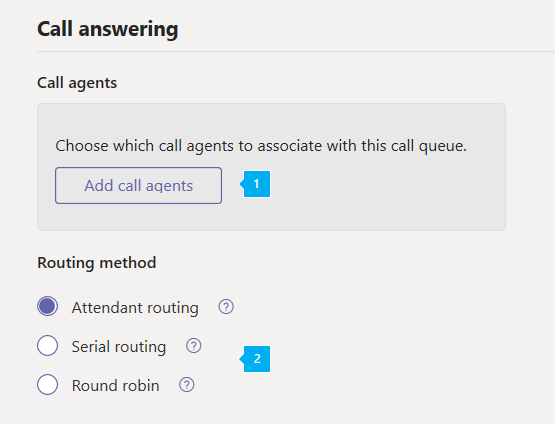 Call answering
Call agents
Choose which call agents to associate with this call queue.
Add call agents
1
Routing method
Attendant routing ?
Serial routing ?
2
Round robin ?